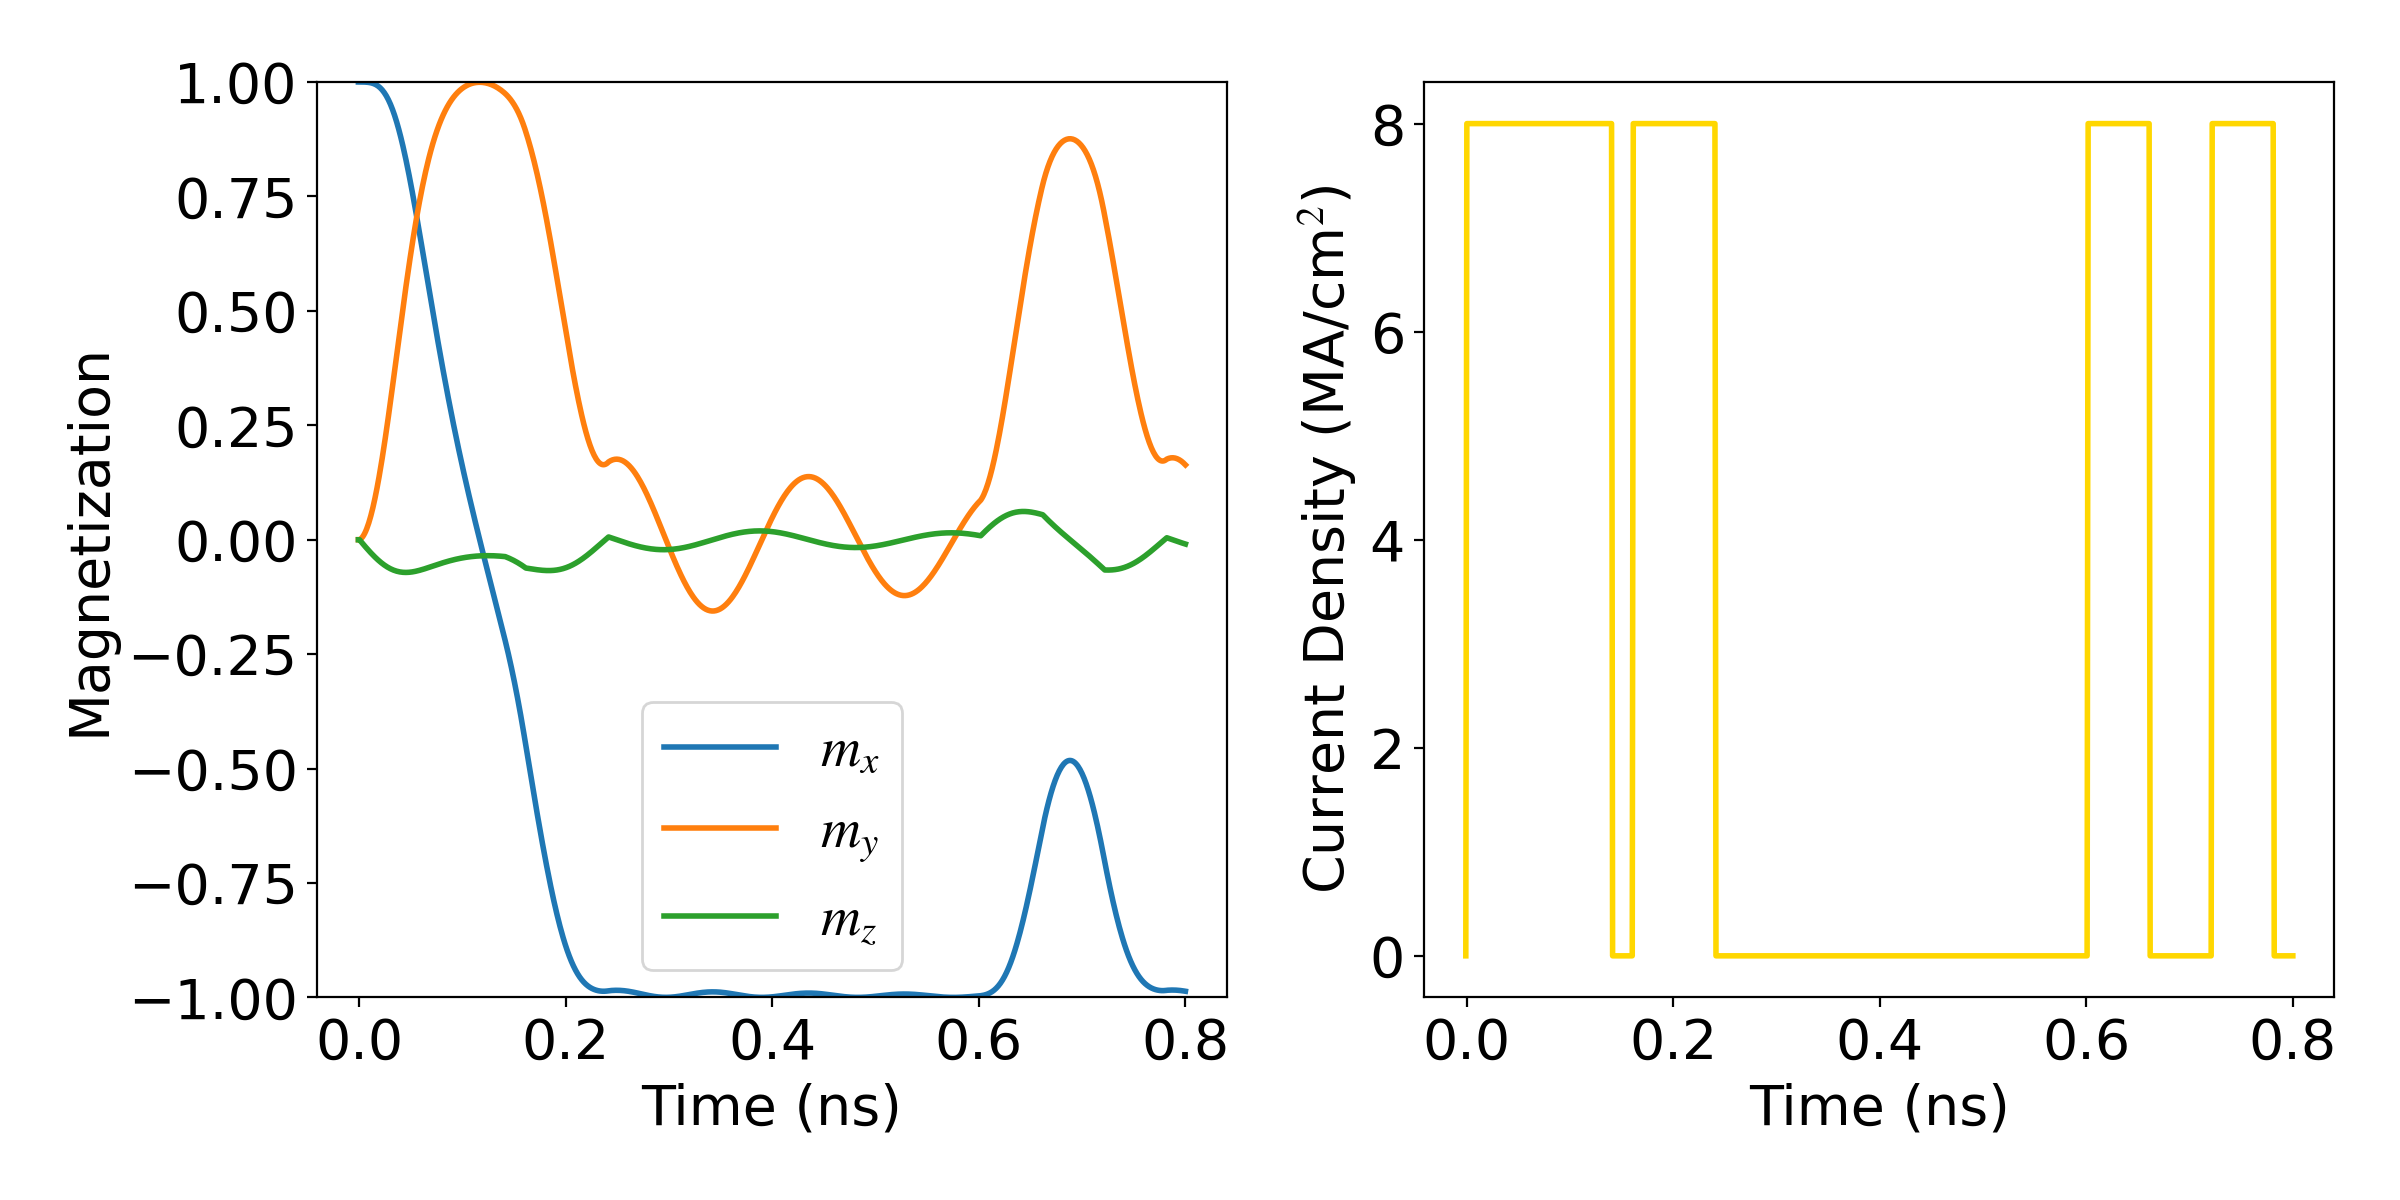 1.00
0.75
0.50
0.25
0.00
−0.25
−0.50
−0.75
−1.00
Magnetization
0.0 0.2 0.4 0.6 0.8
Time (ns)
m_x
m_y
m_z
8
6
4
2
0
Current Density (MA/cm²)
0.0 0.2 0.4 0.6 0.8
Time (ns)